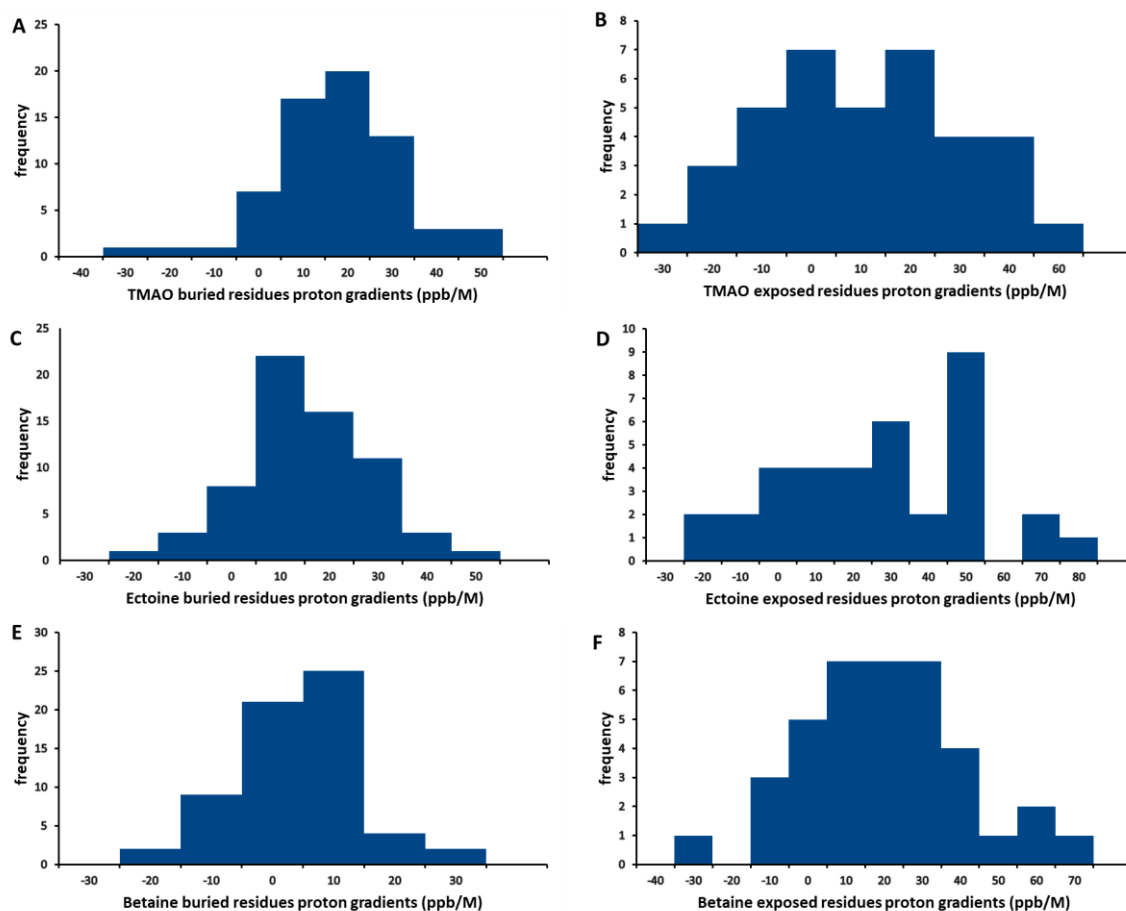 A
25
20
15
10
5
0
frequency
-40 -30 -20 -10 0 10 20 30 40 50
TMAO buried residues proton gradients (ppb/M)
B
8
7
6
5
4
3
2
1
0
frequency
-30 -20 -10 0 10 20 30 40 60
TMAO exposed residues proton gradients (ppb/M)
C
25
20
15
10
5
0
frequency
-30 -20 -10 0 10 20 30 40 50
Ectoine buried residues proton gradients (ppb/M)
D
10
9
8
7
6
5
4
3
2
1
0
frequency
-30 -20 -10 0 10 20 30 40 50 60 70 80
Ectoine exposed residues proton gradients (ppb/M)
E
30
25
20
15
10
5
0
frequency
-30 -20 -10 0 10 20 30
Betaine buried residues proton gradients (ppb/M)
F
8
7
6
5
4
3
2
1
0
frequency
-40 -30 -20 -10 0 10 20 30 40 50 60 70
Betaine exposed residues proton gradients (ppb/M)